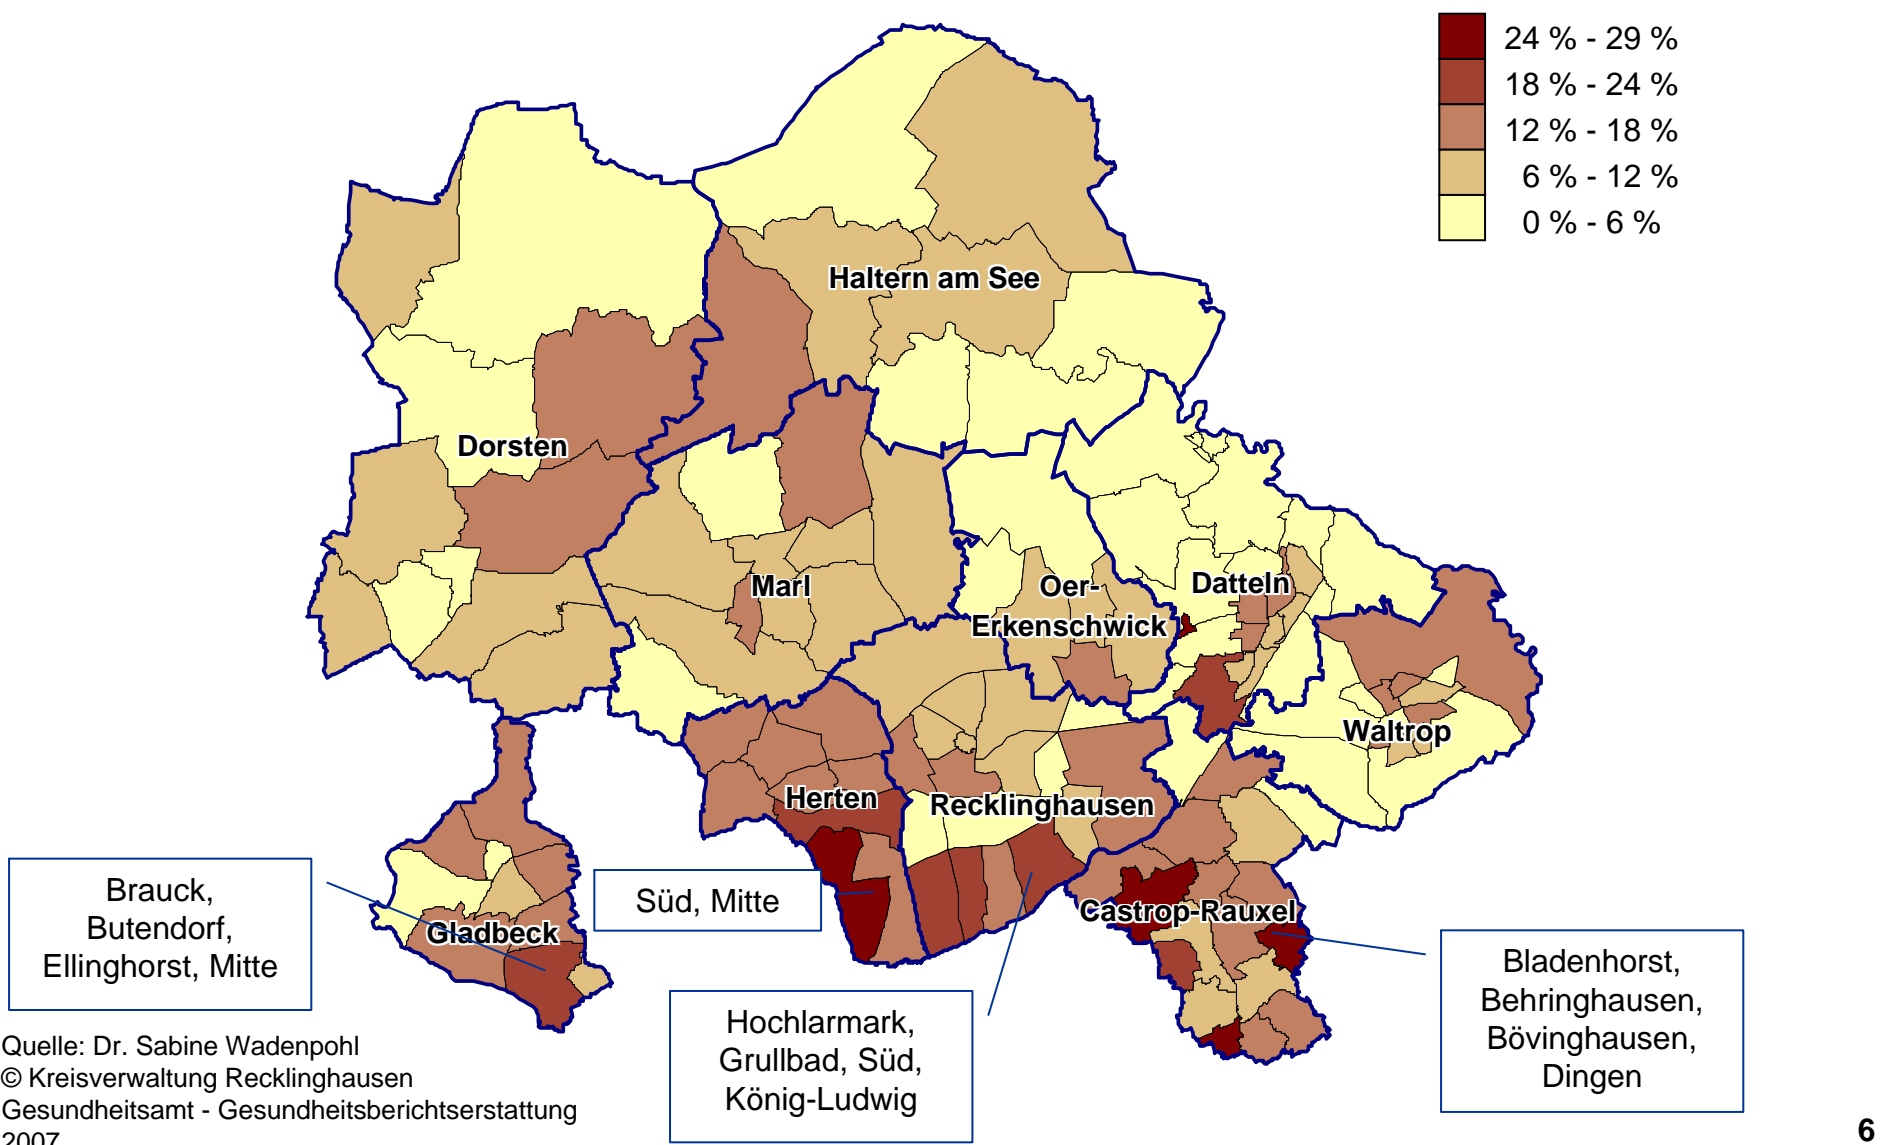 24 % - 29 %
18 % - 24 %
12 % - 18 %
6 % - 12 %
0 % - 6 %
Haltern am See
Dorsten
Marl
Oer-
Erkenschwick
Datteln
Waltrop
Herten
Recklinghausen
Castrop-Rauxel
Gladbeck
Brauck,
Butendorf,
Ellinghorst, Mitte
Süd, Mitte
Hochlarmark,
Grullbad, Süd,
König-Ludwig
Bladenhorst,
Behringhausen,
Bövinghausen,
Dingen
Quelle: Dr. Sabine Wadenpohl
© Kreisverwaltung Recklinghausen
Gesundheitsamt - Gesundheitsberichtserstattung
2007
6